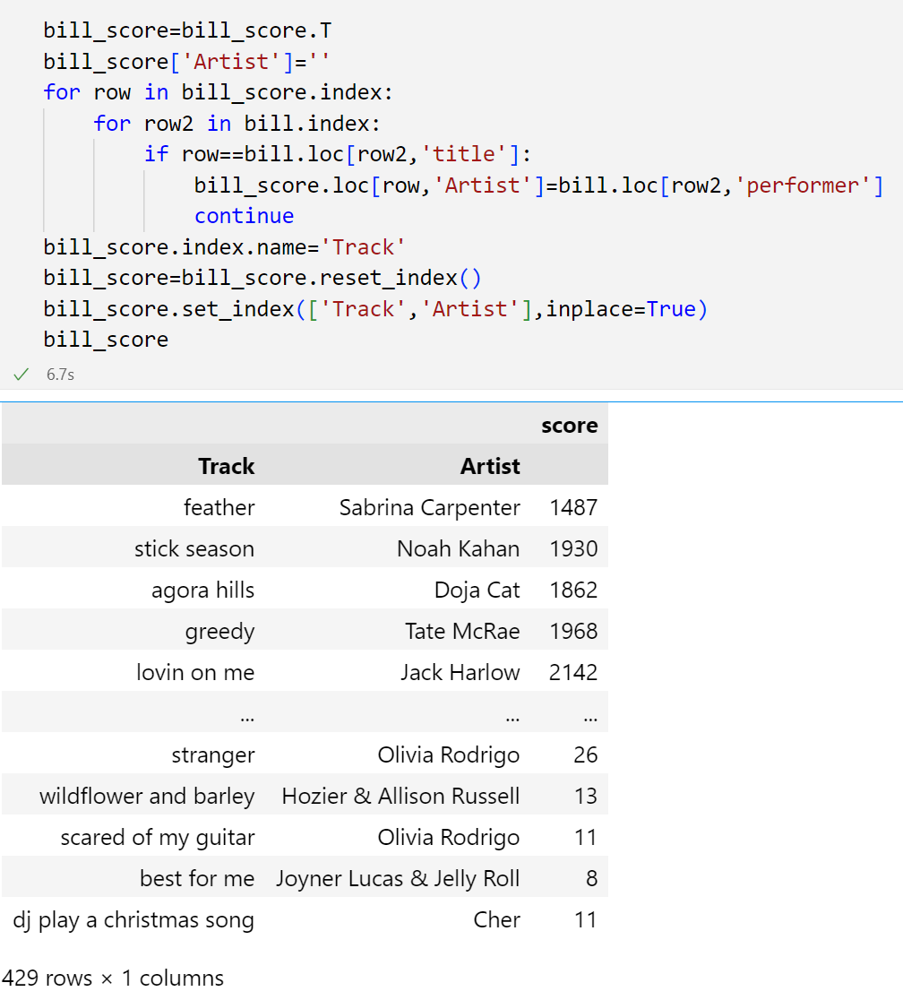 bill_score=bill_score.T
bill_score['Artist']=''
for row in bill_score.index:
    for row2 in bill.index:
        if row==bill.loc[row2,'title']:
            bill_score.loc[row,'Artist']=bill.loc[row2,'performer']
            continue
bill_score.index.name='Track'
bill_score=bill_score.reset_index()
bill_score.set_index(['Track','Artist'],inplace=True)
bill_score
✓ 6.7s
score
Track Artist
feather Sabrina Carpenter 1487
stick season Noah Kahan 1930
agora hills Doja Cat 1862
greedy Tate McRae 1968
lovin on me Jack Harlow 2142
... ... ...
stranger Olivia Rodrigo 26
wildflower and barley Hozier & Allison Russell 13
scared of my guitar Olivia Rodrigo 11
best for me Joyner Lucas & Jelly Roll 8
dj play a christmas song Cher 11
429 rows × 1 columns